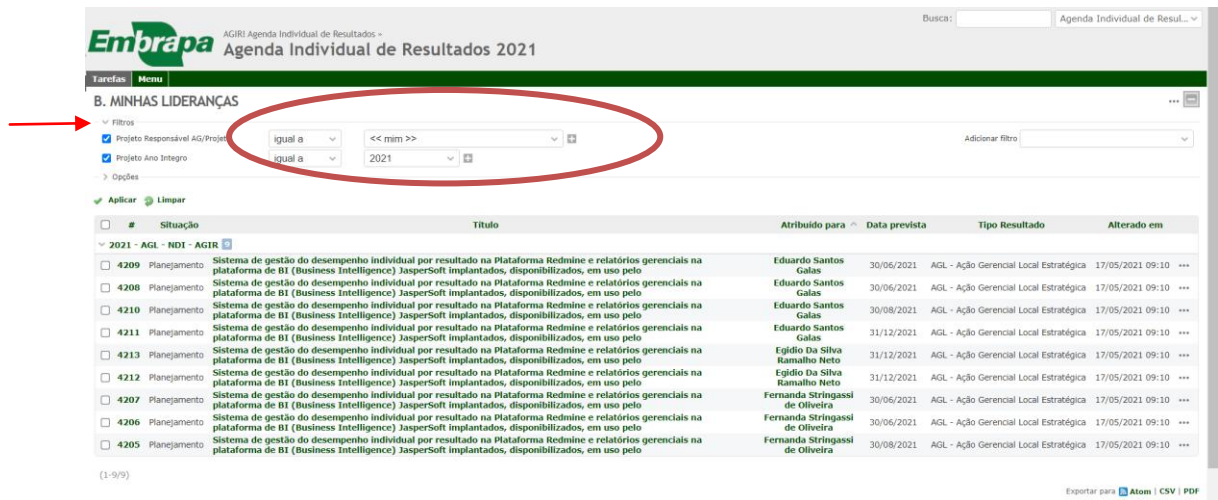 Busca:
Agenda Individual de Resul...
Embrapa
AGIR! Agenda Individual de Resultados »
Agenda Individual de Resultados 2021
Tarefas Menu
B. MINHAS LIDERANÇAS
...
Filtros
Projeto Responsável AG/Projet igual a << mim >> Adicionar filtro
Projeto Ano Integro igual a 2021
Opções
Aplicar Limpar
# Situação Título Atribuído para Data prevista Tipo Resultado Alterado em
2021 - AGL - NDI - AGIR 9
4209 Planejamento Sistema de gestão do desempenho individual por resultado na Plataforma Redmine e relatórios gerenciais na Eduardo Santos 30/06/2021 AGL - Ação Gerencial Local Estratégica 17/05/2021 09:10 ...
plataforma de BI (Business Intelligence) JasperSoft implantados, disponibilizados, em uso pelo Galas
4208 Planejamento Sistema de gestão do desempenho individual por resultado na Plataforma Redmine e relatórios gerenciais na Eduardo Santos 30/06/2021 AGL - Ação Gerencial Local Estratégica 17/05/2021 09:10 ...
plataforma de BI (Business Intelligence) JasperSoft implantados, disponibilizados, em uso pelo Galas
4210 Planejamento Sistema de gestão do desempenho individual por resultado na Plataforma Redmine e relatórios gerenciais na Eduardo Santos 30/08/2021 AGL - Ação Gerencial Local Estratégica 17/05/2021 09:10 ...
plataforma de BI (Business Intelligence) JasperSoft implantados, disponibilizados, em uso pelo Galas
4211 Planejamento Sistema de gestão do desempenho individual por resultado na Plataforma Redmine e relatórios gerenciais na Eduardo Santos 31/12/2021 AGL - Ação Gerencial Local Estratégica 17/05/2021 09:10 ...
plataforma de BI (Business Intelligence) JasperSoft implantados, disponibilizados, em uso pelo Galas
4213 Planejamento Sistema de gestão do desempenho individual por resultado na Plataforma Redmine e relatórios gerenciais na Egidio Da Silva 31/12/2021 AGL - Ação Gerencial Local Estratégica 17/05/2021 09:10 ...
plataforma de BI (Business Intelligence) JasperSoft implantados, disponibilizados, em uso pelo Ramalho Neto
4212 Planejamento Sistema de gestão do desempenho individual por resultado na Plataforma Redmine e relatórios gerenciais na Egidio Da Silva 31/12/2021 AGL - Ação Gerencial Local Estratégica 17/05/2021 09:10 ...
plataforma de BI (Business Intelligence) JasperSoft implantados, disponibilizados, em uso pelo Ramalho Neto
4207 Planejamento Sistema de gestão do desempenho individual por resultado na Plataforma Redmine e relatórios gerenciais na Fernanda Stringassi 30/06/2021 AGL - Ação Gerencial Local Estratégica 17/05/2021 09:10 ...
plataforma de BI (Business Intelligence) JasperSoft implantados, disponibilizados, em uso pelo de Oliveira
4206 Planejamento Sistema de gestão do desempenho individual por resultado na Plataforma Redmine e relatórios gerenciais na Fernanda Stringassi 30/06/2021 AGL - Ação Gerencial Local Estratégica 17/05/2021 09:10 ...
plataforma de BI (Business Intelligence) JasperSoft implantados, disponibilizados, em uso pelo de Oliveira
4205 Planejamento Sistema de gestão do desempenho individual por resultado na Plataforma Redmine e relatórios gerenciais na Fernanda Stringassi 30/08/2021 AGL - Ação Gerencial Local Estratégica 17/05/2021 09:10 ...
plataforma de BI (Business Intelligence) JasperSoft implantados, disponibilizados, em uso pelo de Oliveira
(1-9/9)
Exportar para Atom | CSV | PDF